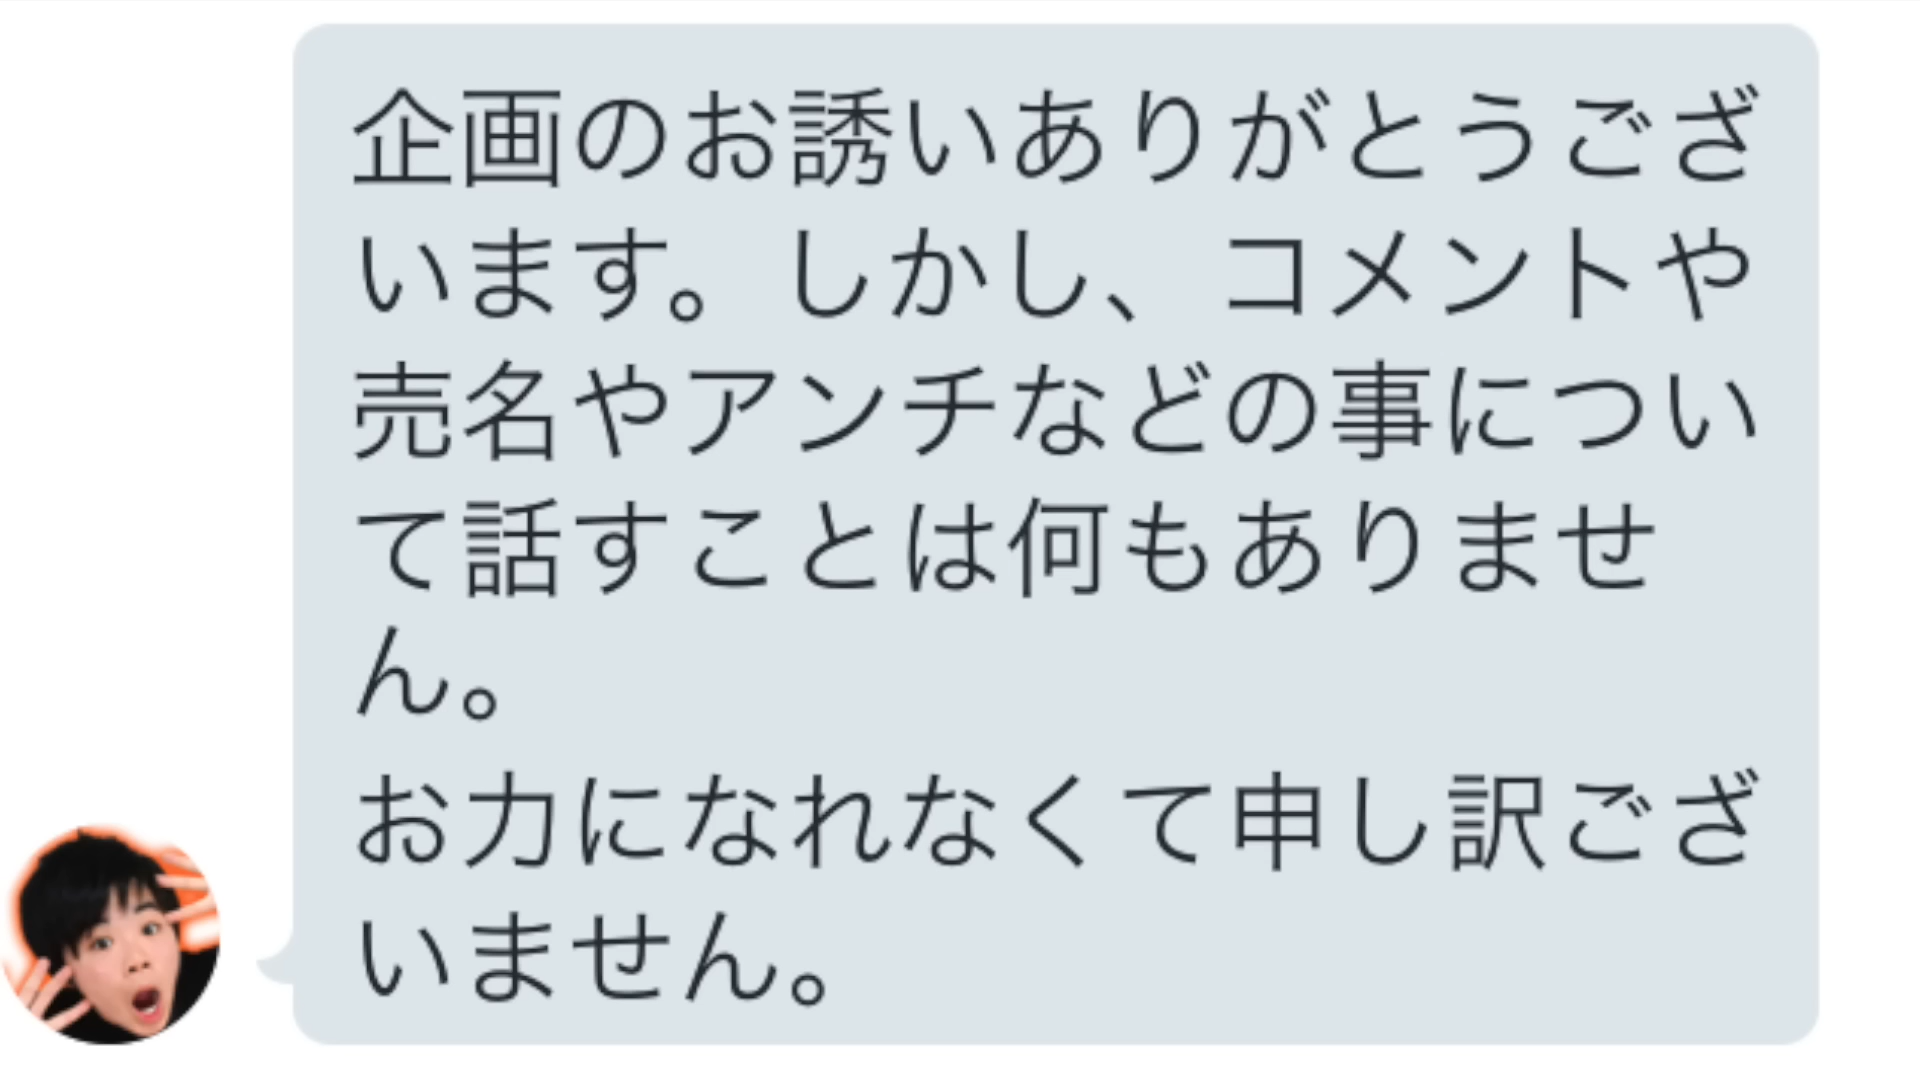 企画のお誘いありがとうござ
います。しかし、コメントや
売名やアンチなどの事につい
て話すことは何もありませ
ん。
お力になれなくて申し訳ござ
いません。